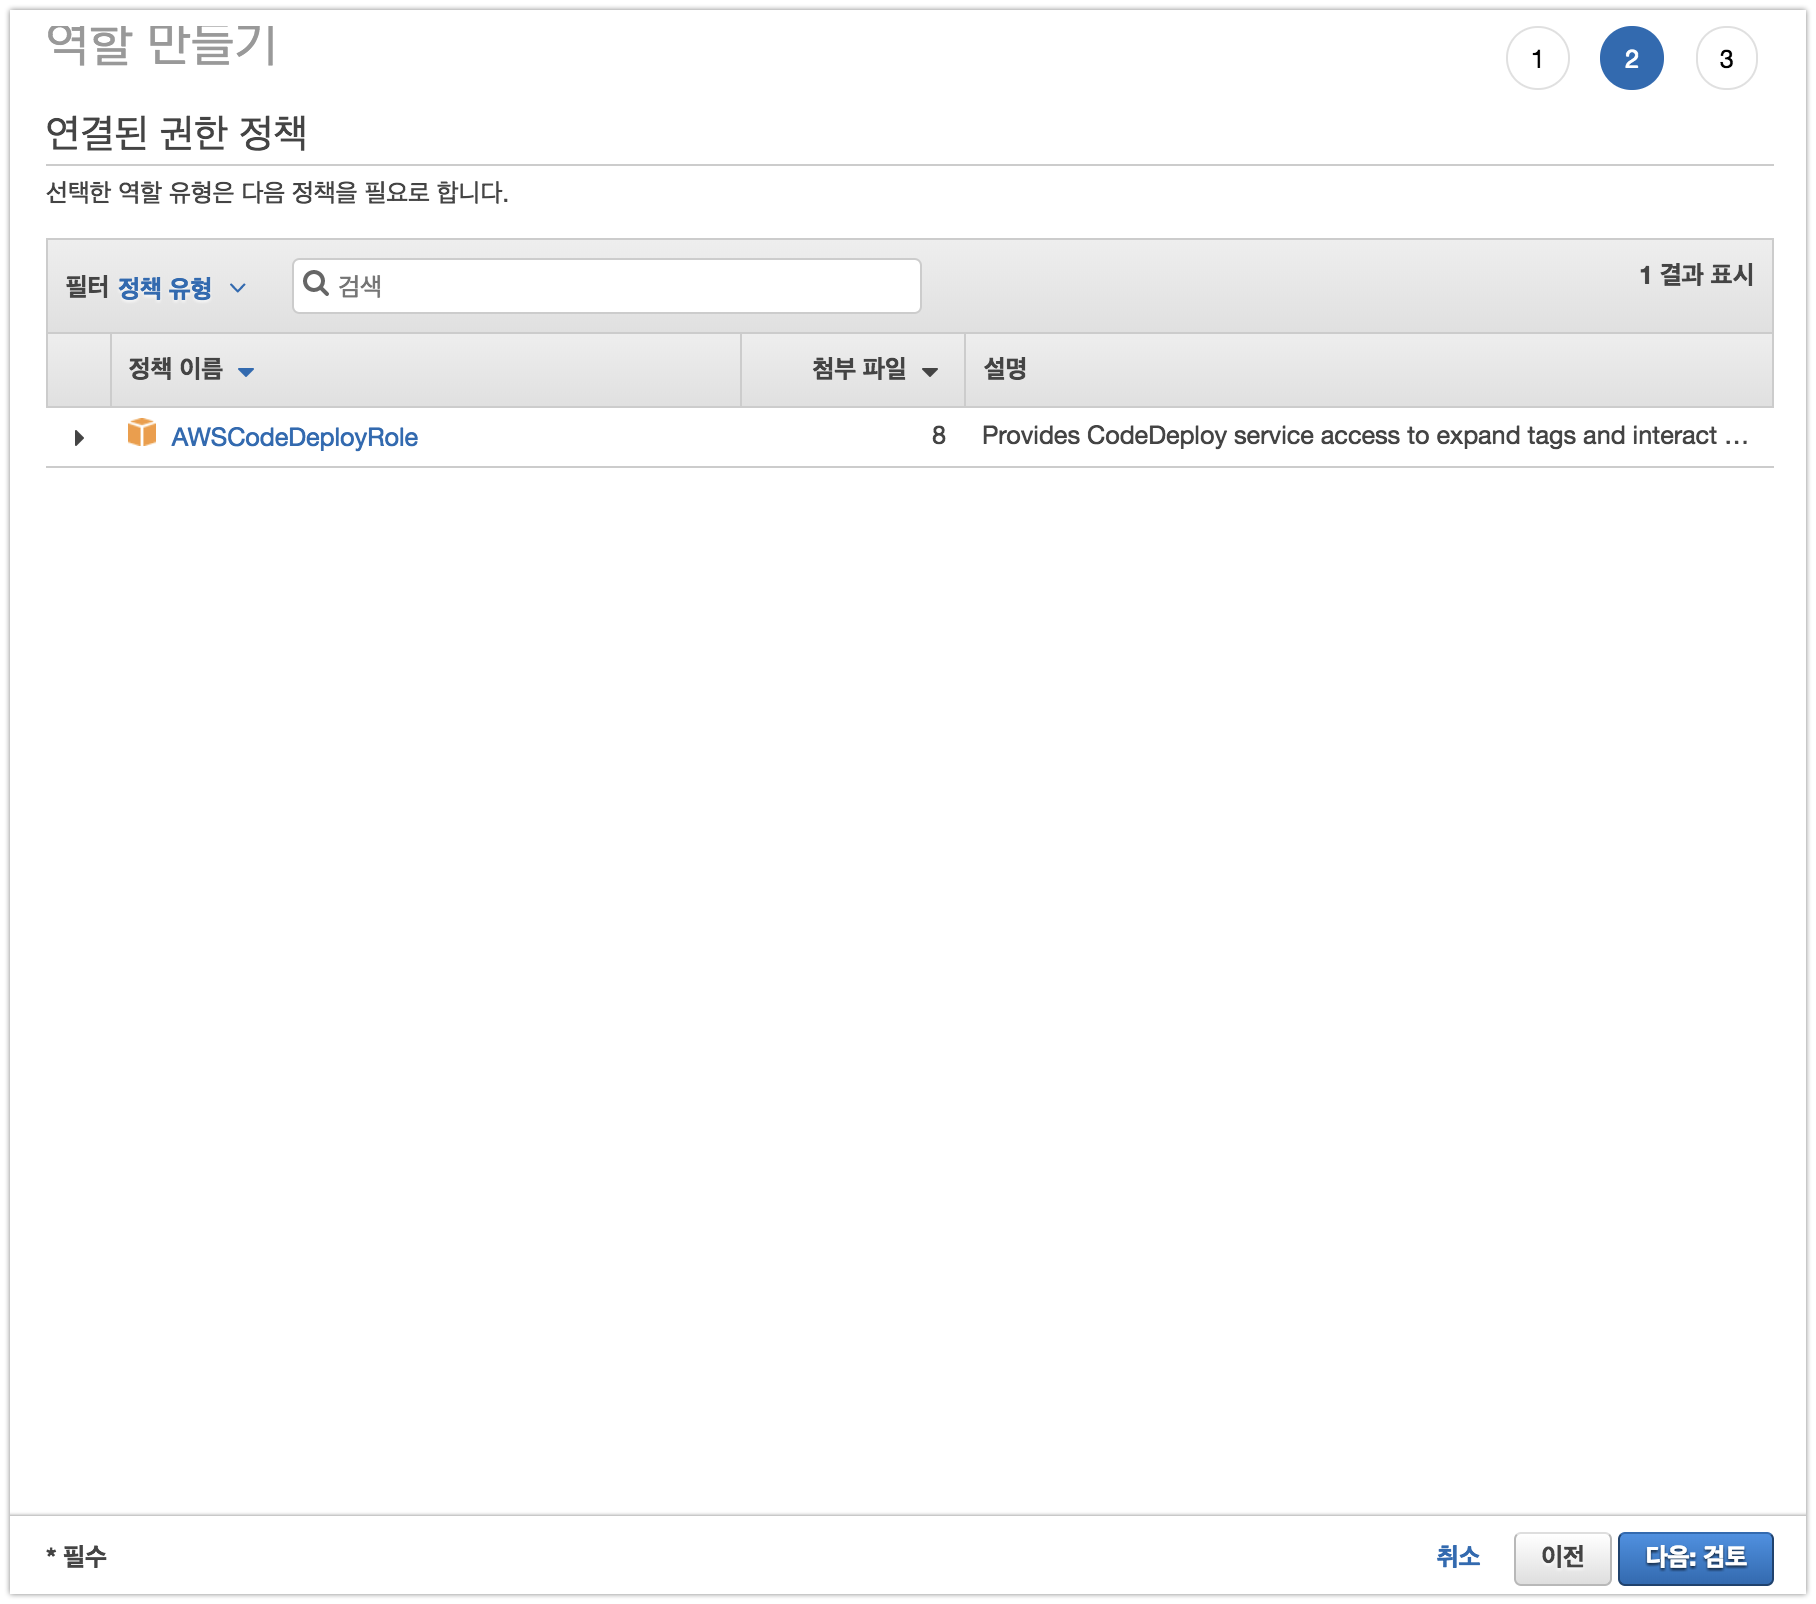 역할 만들기
1 2 3
연결된 권한 정책
선택한 역할 유형은 다음 정책을 필요로 합니다.
필터 정책 유형 검색 1 결과 표시
정책 이름 첨부 파일 설명
AWSCodeDeployRole 8 Provides CodeDeploy service access to expand tags and interact …
* 필수 취소 이전 다음: 검토